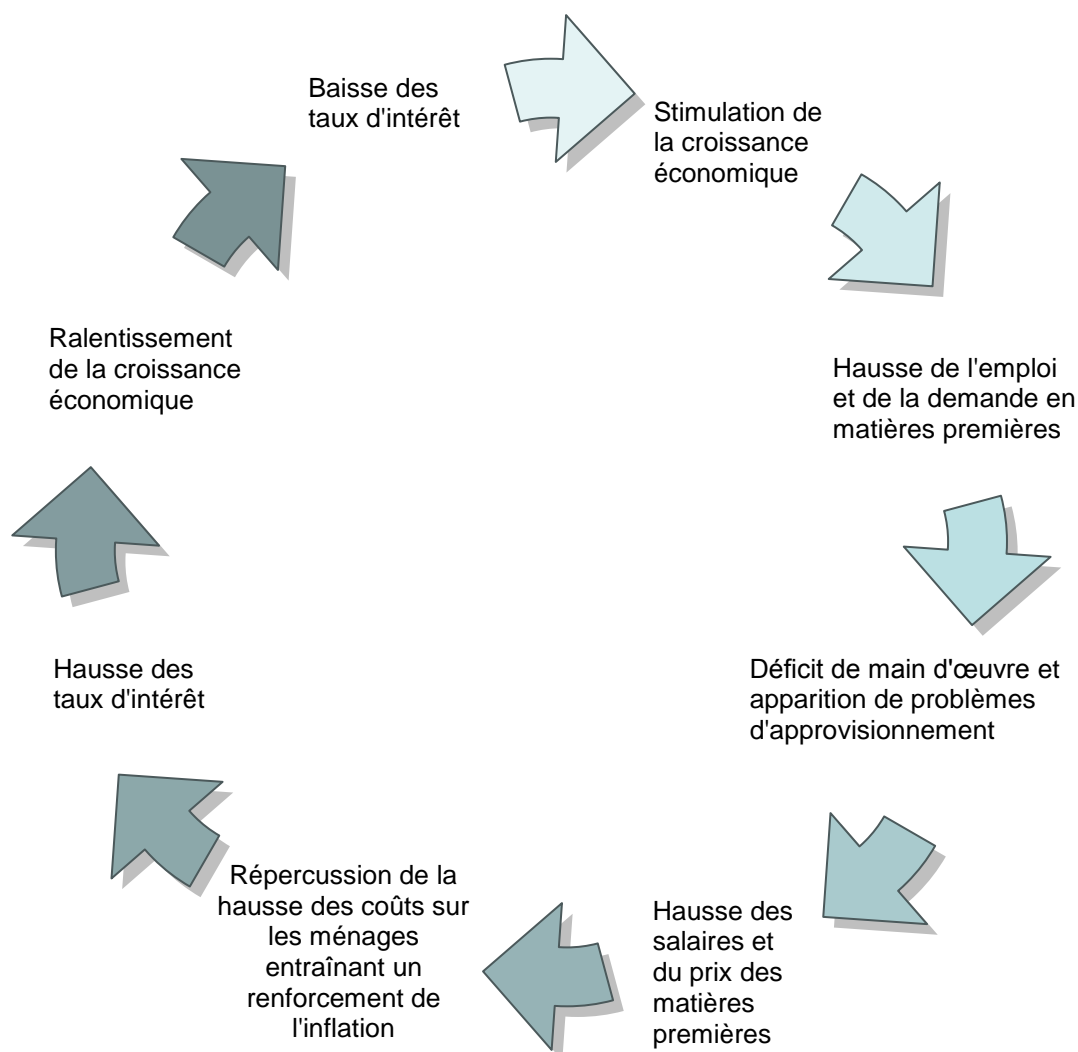 Baisse des
taux d'intérêt
Stimulation de
la croissance
économique
Hausse de l'emploi
et de la demande en
matières premières
Déficit de main d'œuvre et
apparition de problèmes
d'approvisionnement
Hausse des
salaires et
du prix des
matières
premières
Répercussion de la
hausse des coûts sur
les ménages
entraînant un
renforcement de
l'inflation
Hausse des
taux d'intérêt
Ralentissement
de la croissance
économique